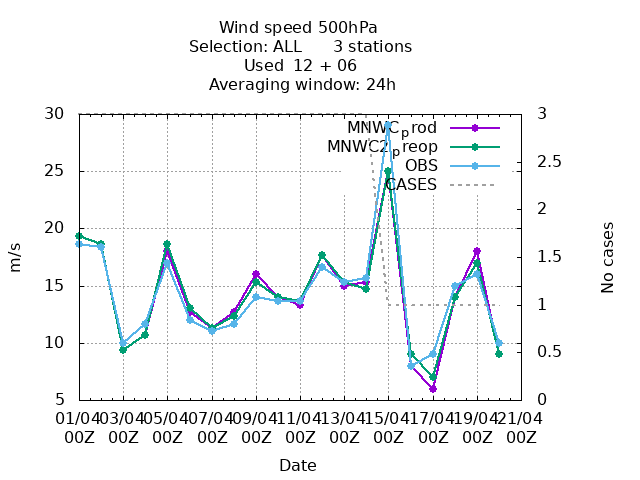 Wind speed 500hPa
Selection: ALL 3 stations
Used 12 + 06
Averaging window: 24h
30 3
MNWC_prod
MNWC2_preop
OBS
CASES
25 2.5
20 2
15 1.5
10 1
5 0.5
0
m/s
No cases
01/04 03/04 05/04 07/04 09/04 11/04 13/04 15/04 17/04 19/04 21/04
00Z 00Z 00Z 00Z 00Z 00Z 00Z 00Z 00Z 00Z 00Z
Date